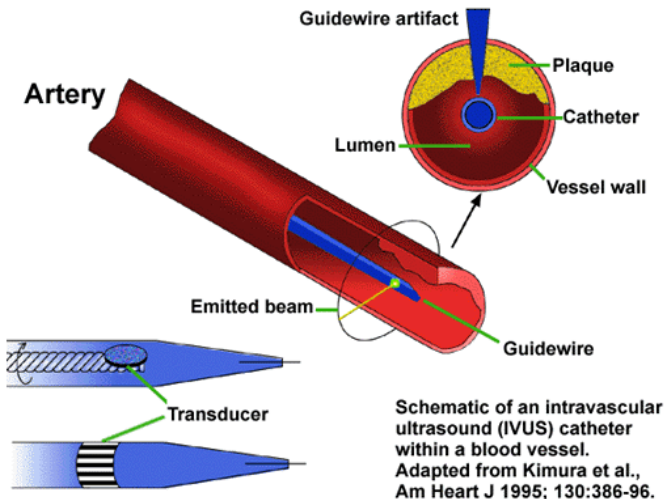 Guidewire artifact
Plaque
Artery
Catheter
Lumen
Vessel wall
Emitted beam
Guidewire
Transducer
Schematic of an intravascular
ultrasound (IVUS) catheter
within a blood vessel.
Adapted from Kimura et al.,
Am Heart J 1995; 130:386-96.